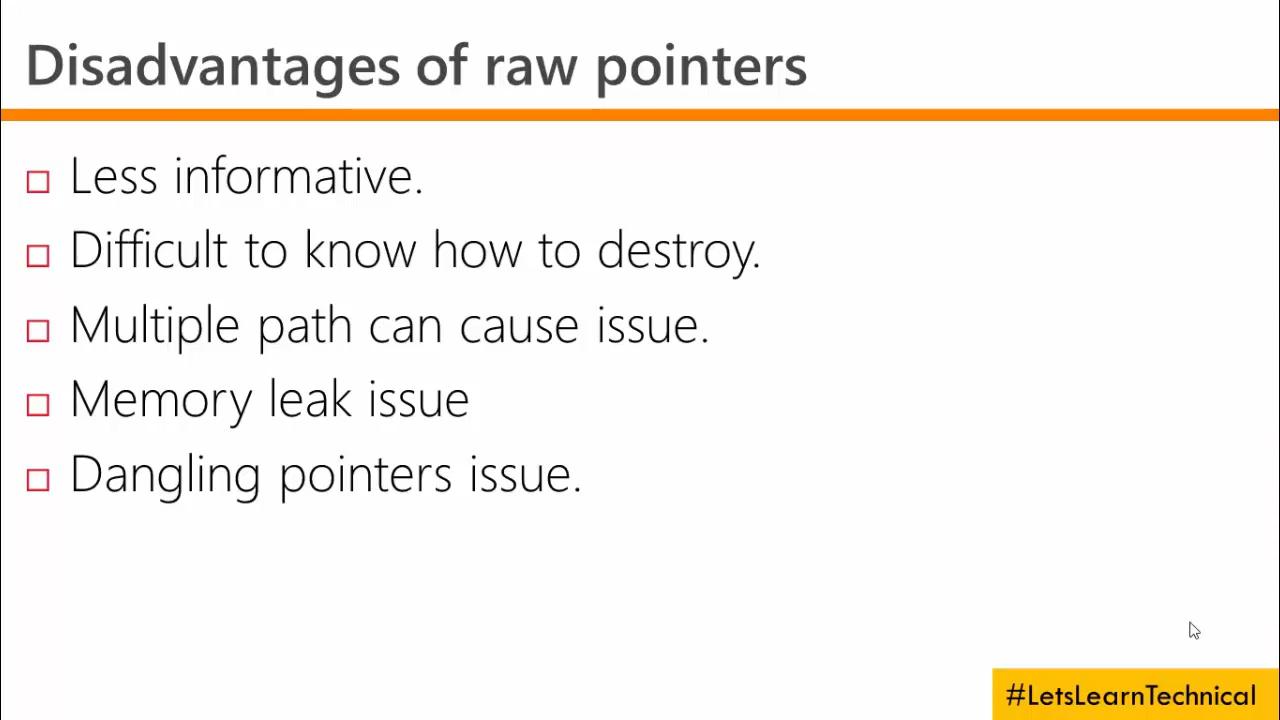 Disadvantages of raw pointers
Less informative.
Difficult to know how to destroy.
Multiple path can cause issue.
Memory leak issue
Dangling pointers issue.
#LetsLearnTechnical